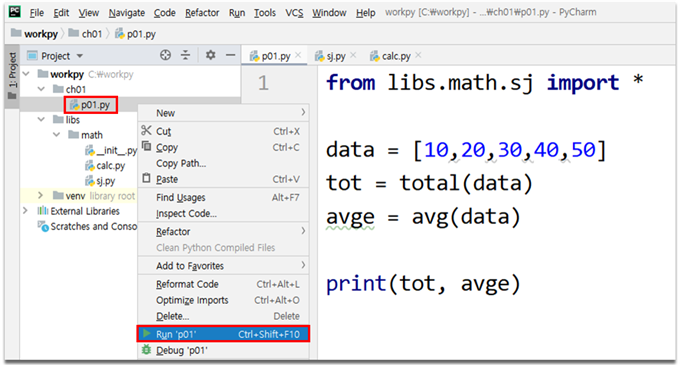 PC File Edit View Navigate Code Refactor Run Tools VCS Window Help workpy [C:₩workpy] - ...₩ch01₩p01.py - PyCharm
workpy ch01 p01.py
1: Project
Project
p01.py sj.py calc.py
workpy C:₩workpy
ch01
p01.py
libs
math
__init__.py
calc.py
sj.py
venv library root
External Libraries
Scratches and Conso
New
Cut Ctrl+X
Copy Ctrl+C
Copy Path...
Paste Ctrl+V
Find Usages Alt+F7
Inspect Code...
Refactor
Clean Python Compiled Files
Add to Favorites
Reformat Code Ctrl+Alt+L
Optimize Imports Ctrl+Alt+O
Delete... Delete
Run 'p01' Ctrl+Shift+F10
Debug 'p01'
1
from libs.math.sj import *
data = [10,20,30,40,50]
tot = total(data)
avge = avg(data)
print(tot, avge)